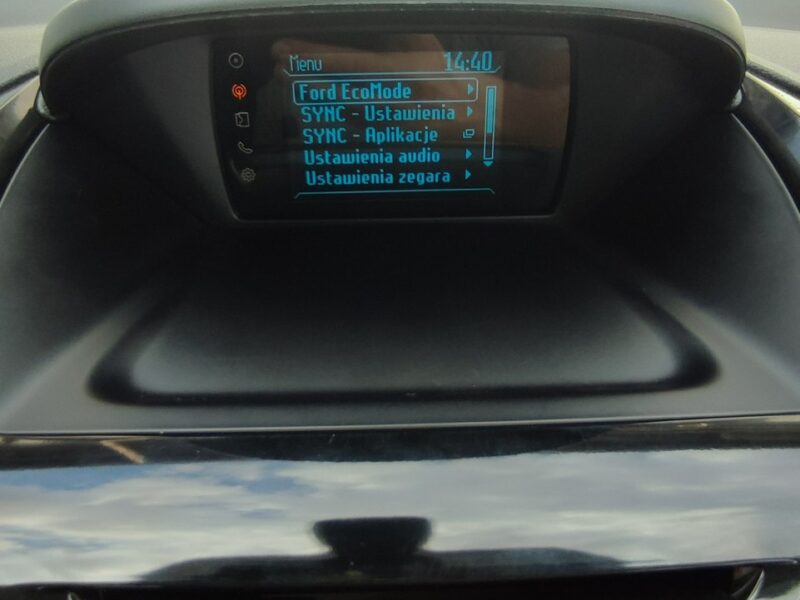 Menu 14:40
Ford EcoMode
SYNC - Ustawienia
SYNC - Aplikacje
Ustawienia audio
Ustawienia zegara